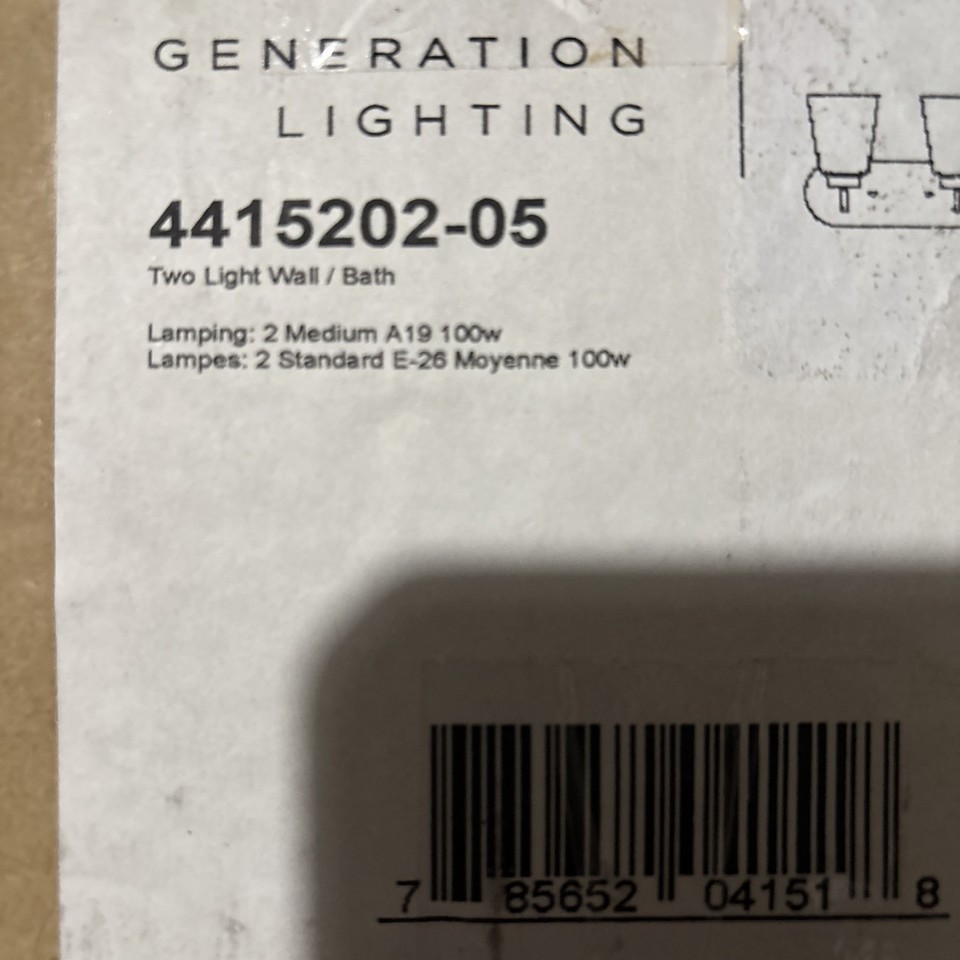 GENERATION
LIGHTING
4415202-05
Two Light Wall / Bath
Lamping: 2 Medium A19 100w
Lampes: 2 Standard E-26 Moyenne 100w
7 85652 04151 8